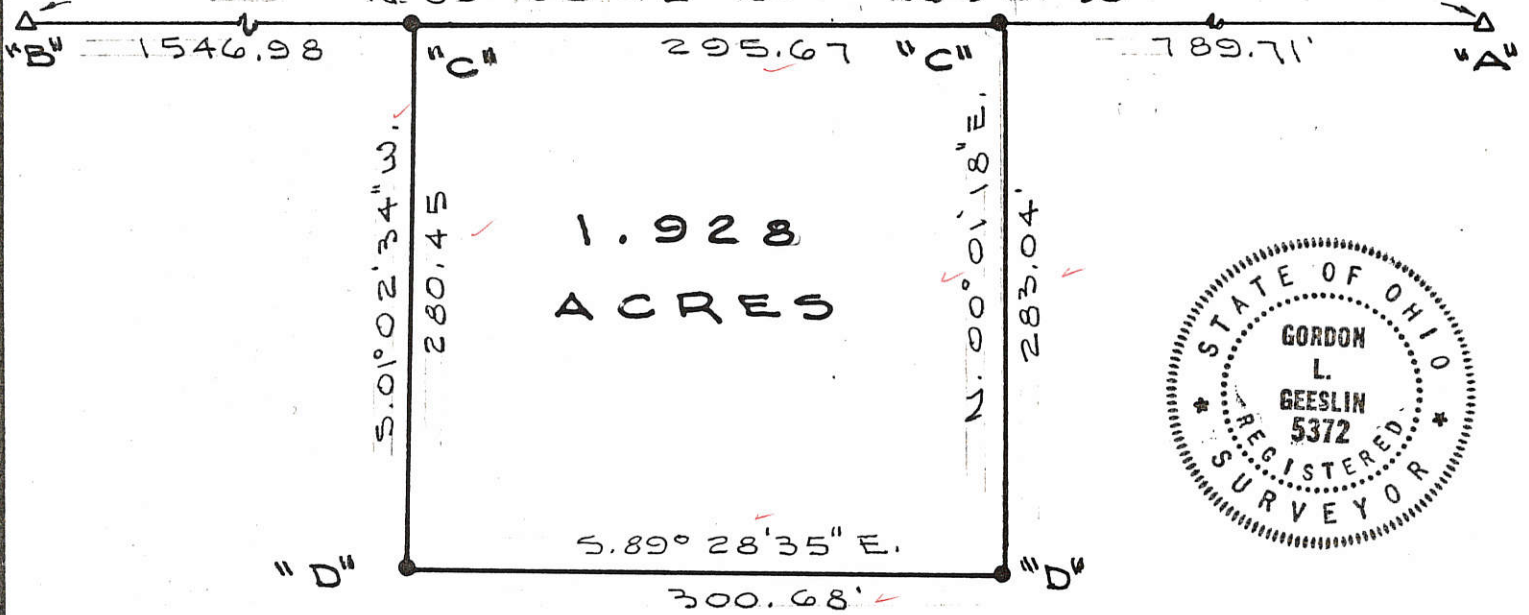 "B" 1546.98 "C" 295.67 "C" 789.71' "A"
S.01°02'34"W.
280.45
1.928
ACRES
N.00°01'18"E.
283.04'
STATE OF OHIO
GORDON
L.
GEESLIN
5372
REGISTERED
SURVEYOR
S.89°28'35"E.
"D" "D"
300.68'